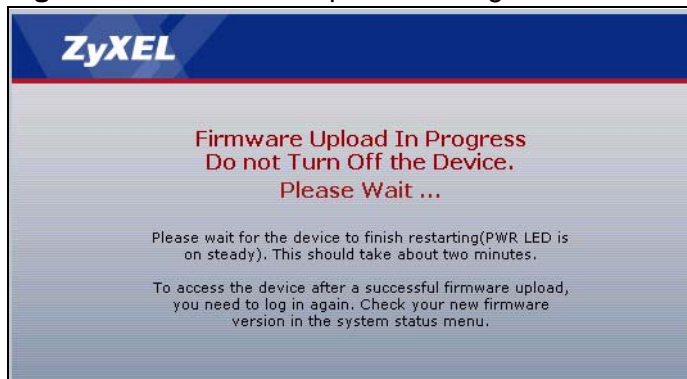 ZyXEL
Firmware Upload In Progress
Do not Turn Off the Device.
Please Wait ...
Please wait for the device to finish restarting(PWR LED is
on steady). This should take about two minutes.
To access the device after a successful firmware upload,
you need to log in again. Check your new firmware
version in the system status menu.